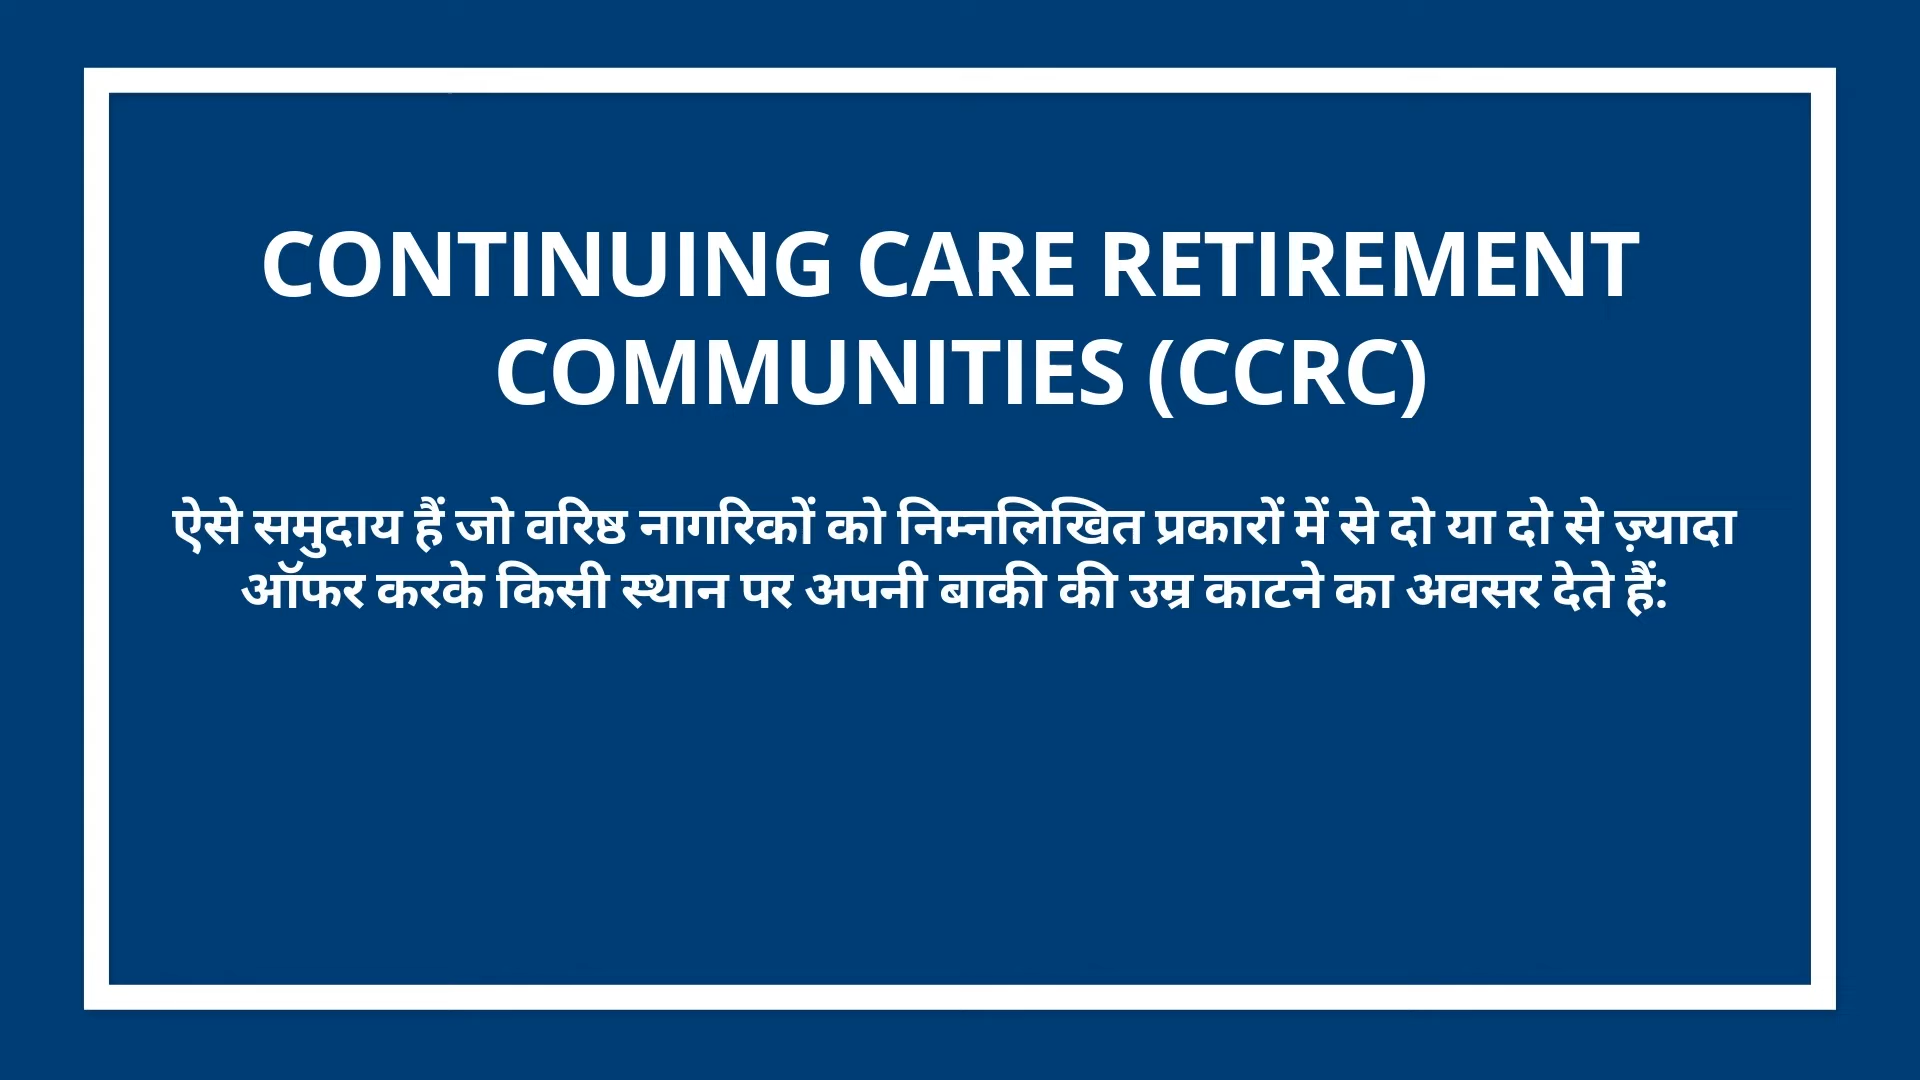 CONTINUING CARE RETIREMENT
COMMUNITIES (CCRC)
ऐसे समुदाय हैं जो वरिष्ठ नागरिकों को निम्नलिखित प्रकारों में से दो या दो से ज़्यादा
ऑफर करके किसी स्थान पर अपनी बाकी की उम्र काटने का अवसर देते हैं: